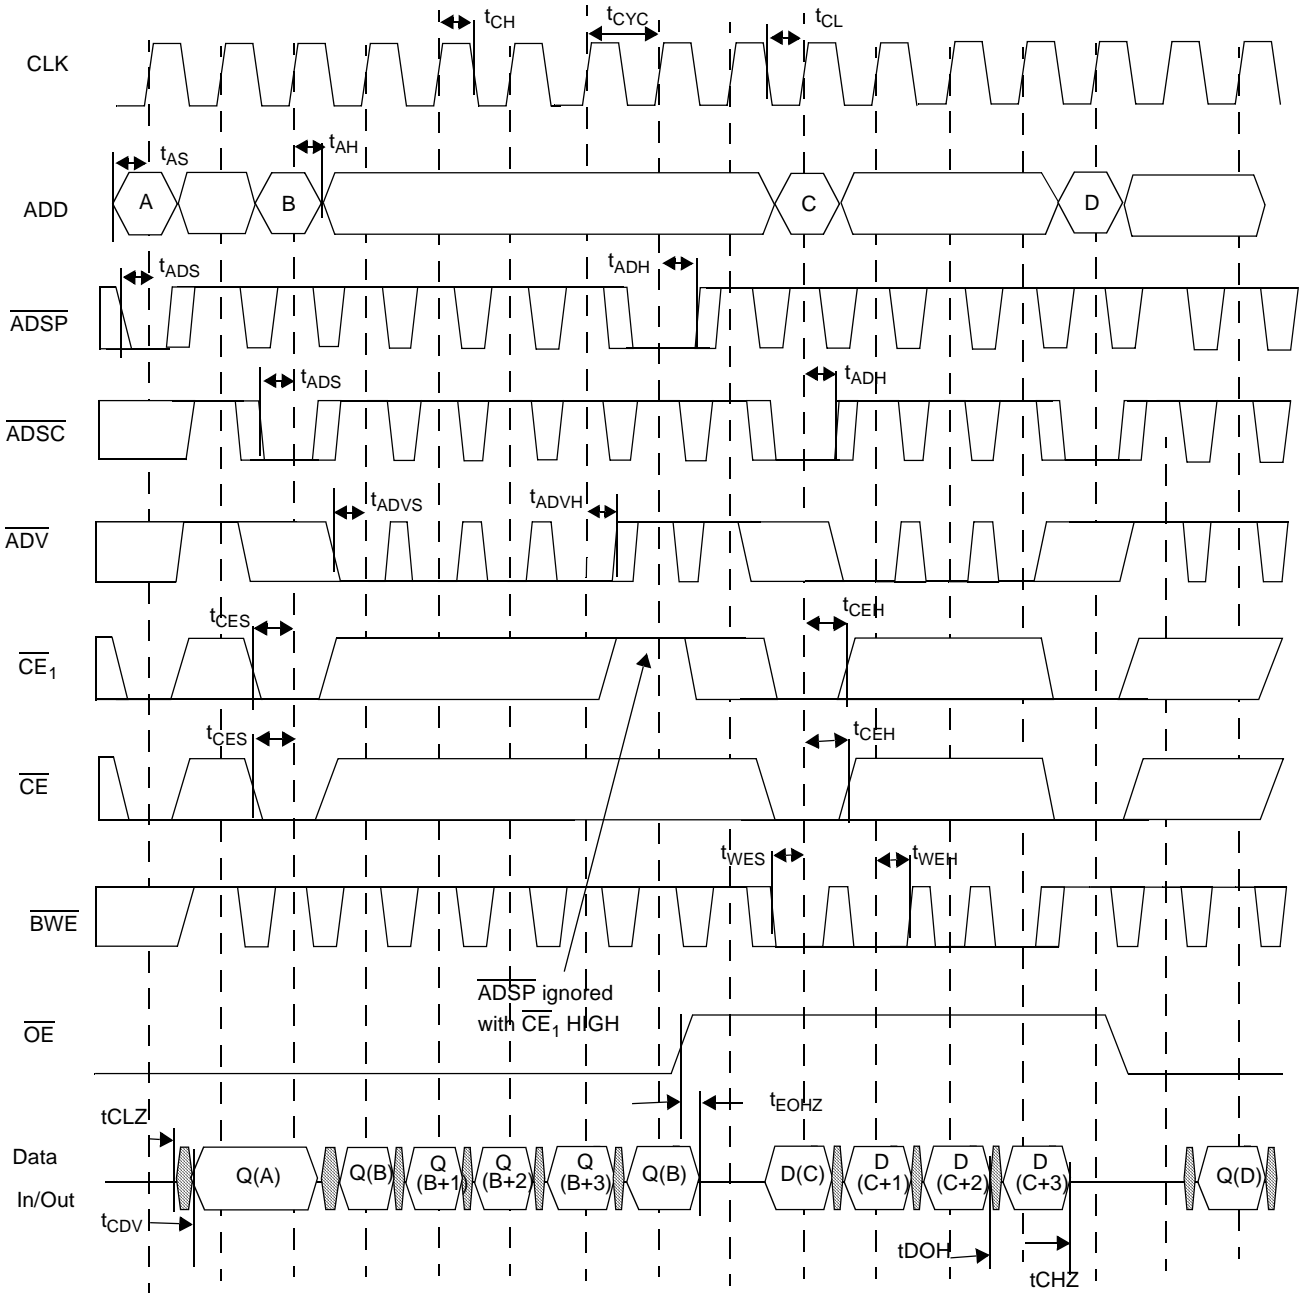 tCH tCYC tCL
CLK
tAS tAH
ADD A B C D
tADS tADH
ADSP
tADS tADH
ADSC
tADVS tADVH
ADV
tCES tCEH
CE1
tCES tCEH
CE
tWES tWEH
BWE
ADSP ignored
with CE1 HIGH
OE
tEOHZ
tCLZ
Data
In/Out
Q(A) Q(B) Q(B+1) Q(B+2) Q(B+3) Q(B) D(C) D(C+1) D(C+2) D(C+3) Q(D)
tCDV
tDOH
tCHZ